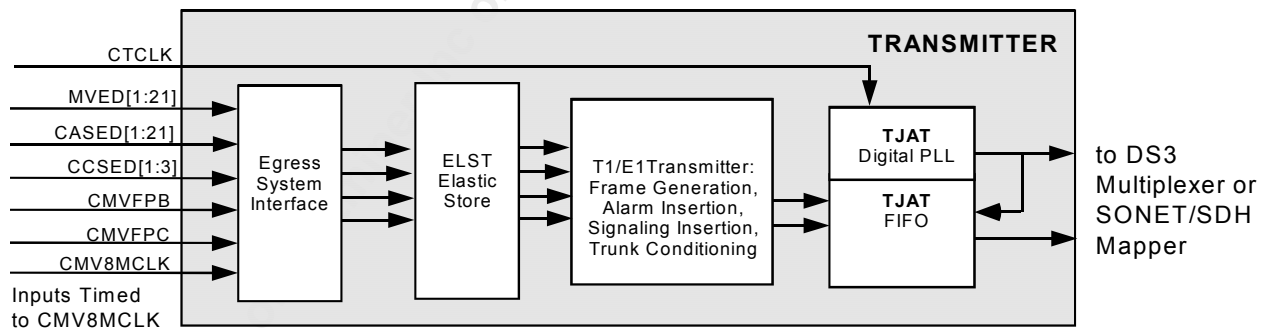 TRANSMITTER
CTCLK
MVED[1:21]
CASED[1:21]
CCSED[1:3]
CMVFPB
CMVFPC
CMV8MCLK
Inputs Timed
to CMV8MCLK
Egress
System
Interface
ELST
Elastic
Store
T1/E1Transmitter:
Frame Generation,
Alarm Insertion,
Signaling Insertion,
Trunk Conditioning
TJAT
Digital PLL
TJAT
FIFO
to DS3
Multiplexer or
SONET/SDH
Mapper